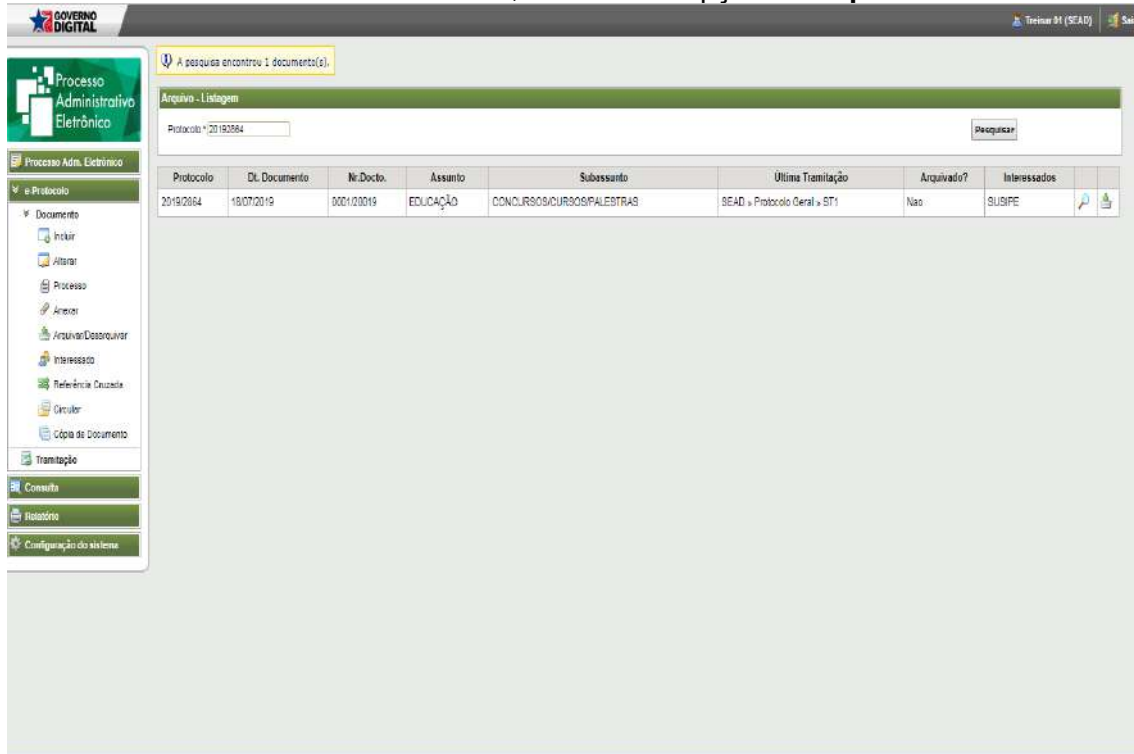 GOVERNO
DIGITAL
Treinar 01 (SEAD)
Sai
Processo
Administrativo
Eletrônico
A pesquisa encontrou 1 documento(s).
Arquivo - Listagem
Protocolo * 20192864
Pesquisar
Processo Adm. Eletrônico
e-Protocolo
Documento
Incluir
Alterar
Processo
Anexar
Arquivar/Desarquivar
Interessado
Referência Cruzada
Circular
Cópia de Documento
Tramitação
Consulta
Relatório
Configuração do sistema
Protocolo Dt. Documento Nr.Docto. Assunto Subassunto Última Tramitação Arquivado? Interessados
2019/2864 18/07/2019 0001/20019 EDUCAÇÃO CONCURSOS/CURSOS/PALESTRAS SEAD » Protocolo Geral » ST1 Nao SUSIPE